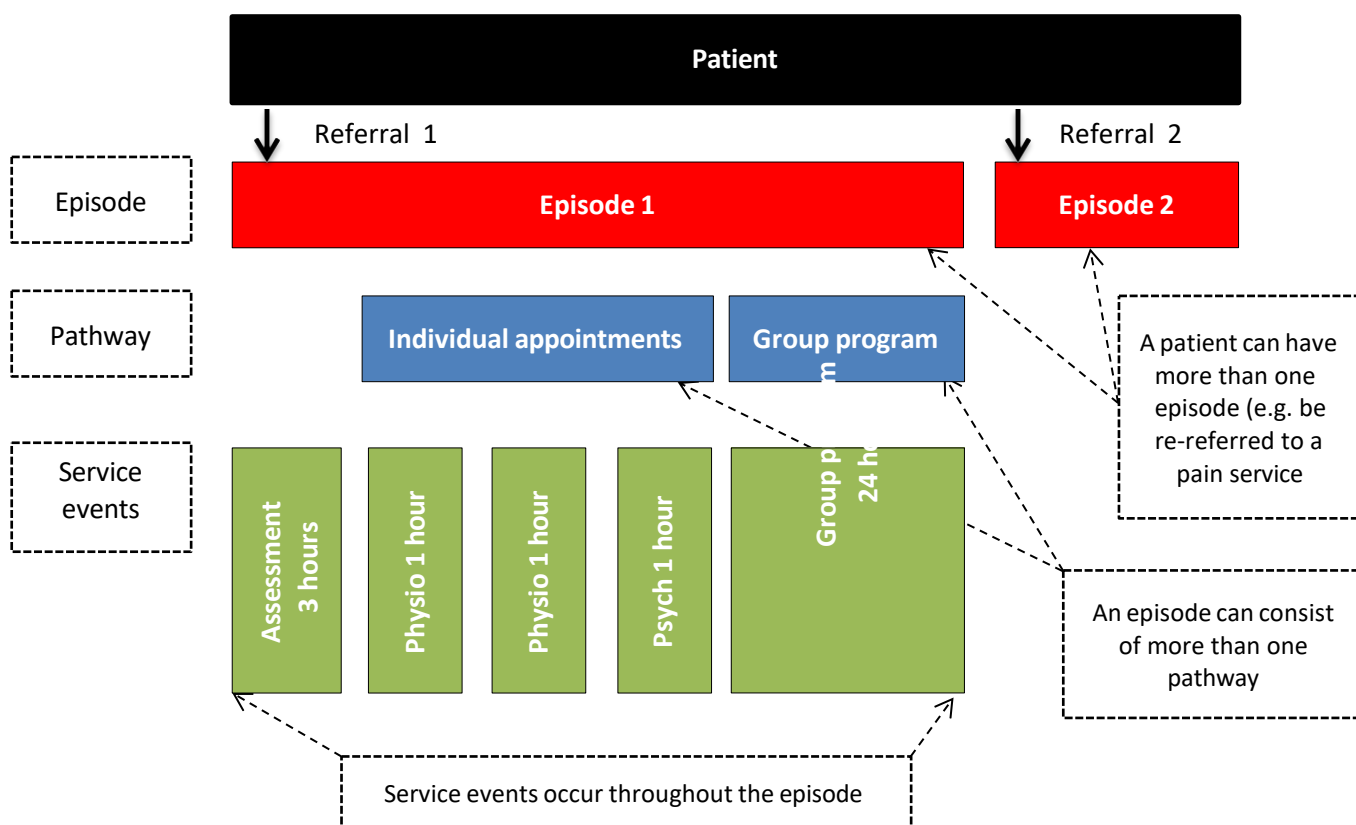 Patient
Referral 1
Referral 2
Episode
Episode 1
Episode 2
Pathway
Individual appointments
Group program
A patient can have
more than one
episode (e.g. be
re-referred to a
pain service
Service
events
Assessment
3 hours
Physio 1 hour
Physio 1 hour
Psych 1 hour
Group
24
An episode can consist
of more than one
pathway
Service events occur throughout the episode